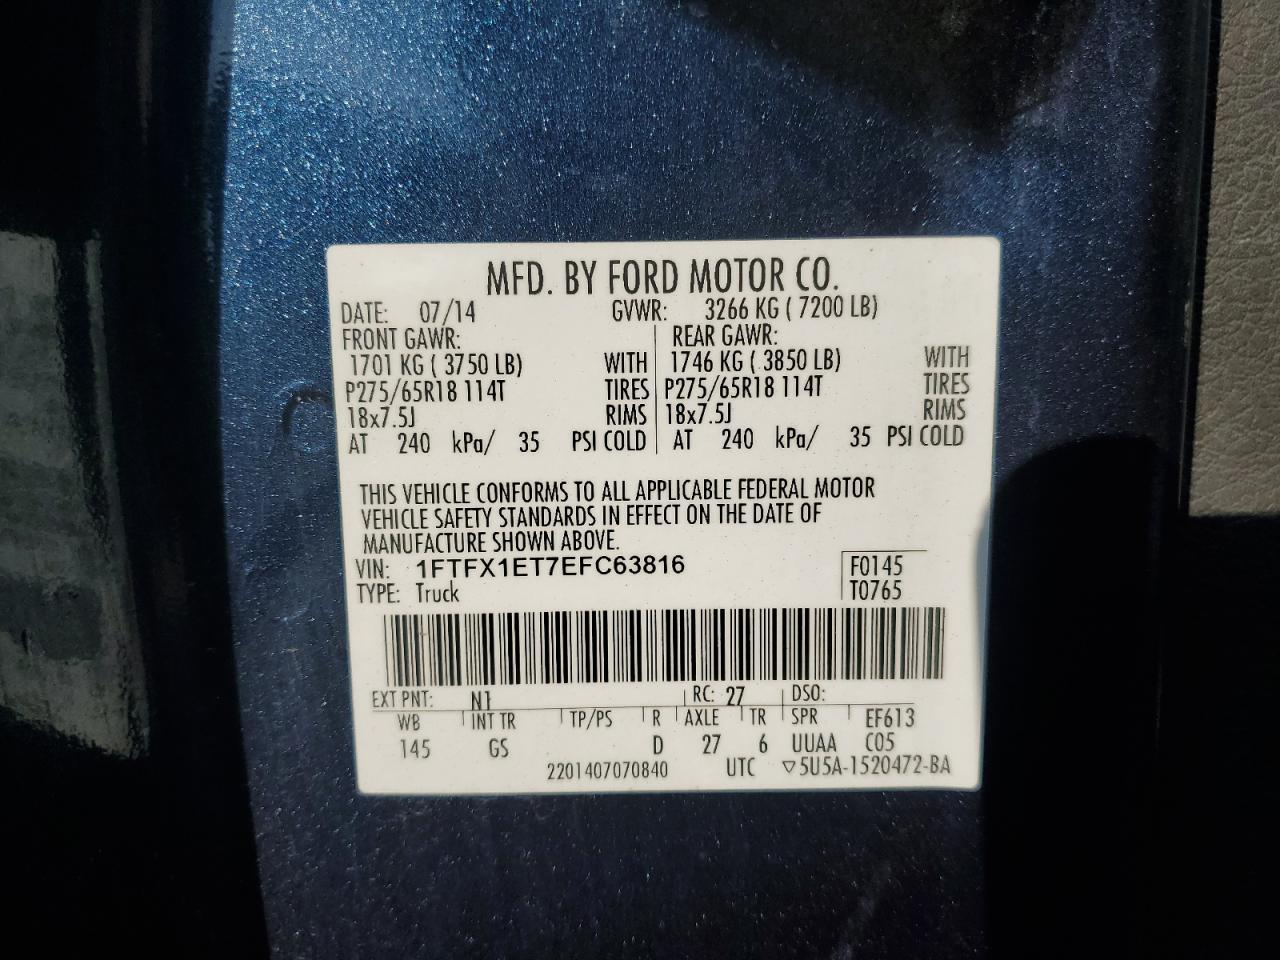 MFD. BY FORD MOTOR CO.
DATE: 07/14 GVWR: 3266 KG ( 7200 LB)
FRONT GAWR: REAR GAWR:
1701 KG ( 3750 LB) WITH 1746 KG ( 3850 LB) WITH
P275/65R18 114T TIRES P275/65R18 114T TIRES
18x7.5J RIMS 18x7.5J RIMS
AT 240 kPa/ 35 PSI COLD AT 240 kPa/ 35 PSI COLD
THIS VEHICLE CONFORMS TO ALL APPLICABLE FEDERAL MOTOR
VEHICLE SAFETY STANDARDS IN EFFECT ON THE DATE OF
MANUFACTURE SHOWN ABOVE.
VIN: 1FTFX1ET7EFC63816 F0145
TYPE: Truck T0765
EXT PNT: N1 RC: 27 DSO:
WB INT TR TP/PS R AXLE TR SPR EF613
145 GS D 27 6 UUAA C05
2201407070840 UTC ▽5U5A-1520472-BA